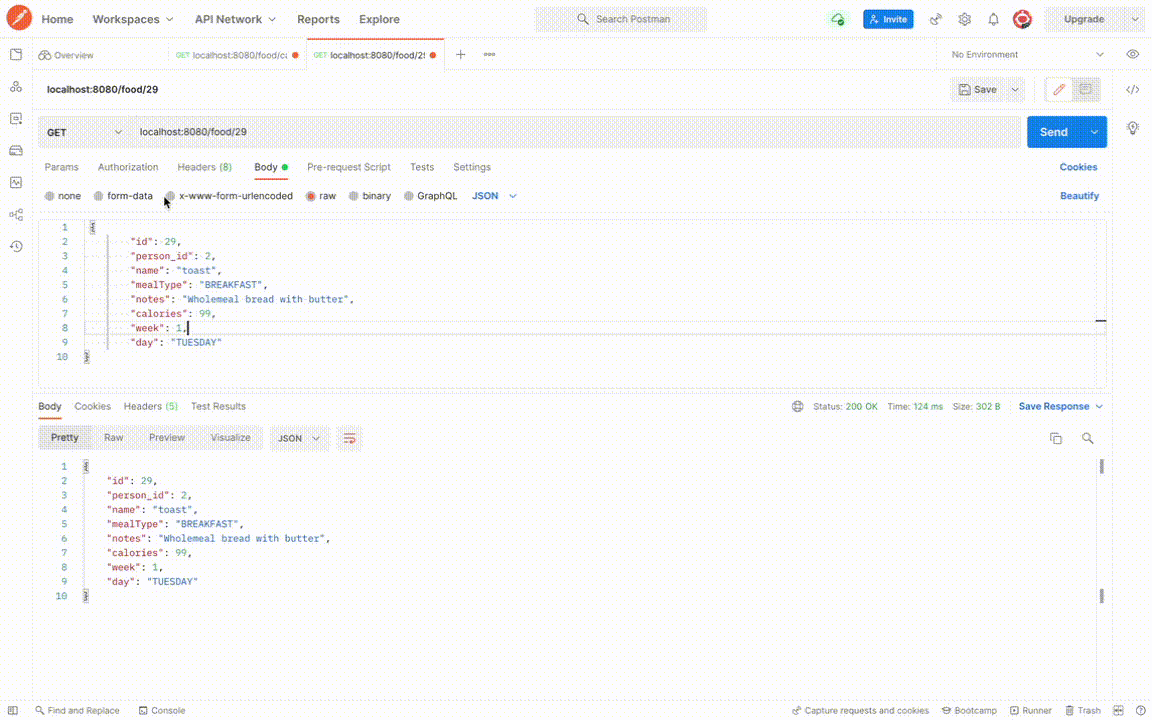 Home Workspaces API Network Reports Explore Search Postman Invite Upgrade
Overview GET localhost:8080/food/ca GET localhost:8080/food/29 No Environment
localhost:8080/food/29 Save
GET localhost:8080/food/29 Send
Params Authorization Headers (8) Body Pre-request Script Tests Settings Cookies
none form-data x-www-form-urlencoded raw binary GraphQL JSON Beautify
1 {
2 "id": 29,
3 "person_id": 2,
4 "name": "toast",
5 "mealType": "BREAKFAST",
6 "notes": "Wholemeal bread with butter",
7 "calories": 99,
8 "week": 1,
9 "day": "TUESDAY"
10 }
Body Cookies Headers (5) Test Results Status: 200 OK Time: 124 ms Size: 302 B Save Response
Pretty Raw Preview Visualize JSON
1 {
2 "id": 29,
3 "person_id": 2,
4 "name": "toast",
5 "mealType": "BREAKFAST",
6 "notes": "Wholemeal bread with butter",
7 "calories": 99,
8 "week": 1,
9 "day": "TUESDAY"
10 }
Find and Replace Console Capture requests and cookies Bootcamp Runner Trash